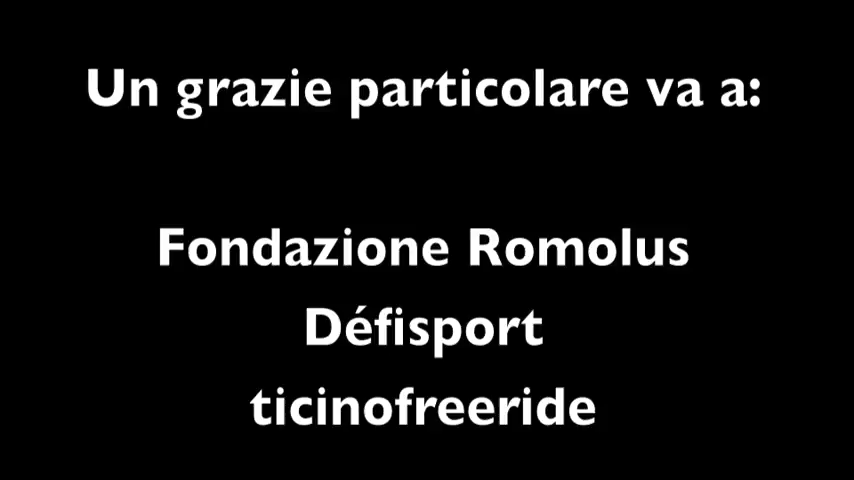 Un grazie particolare va a:
Fondazione Romolus
Défisport
ticinofreeride